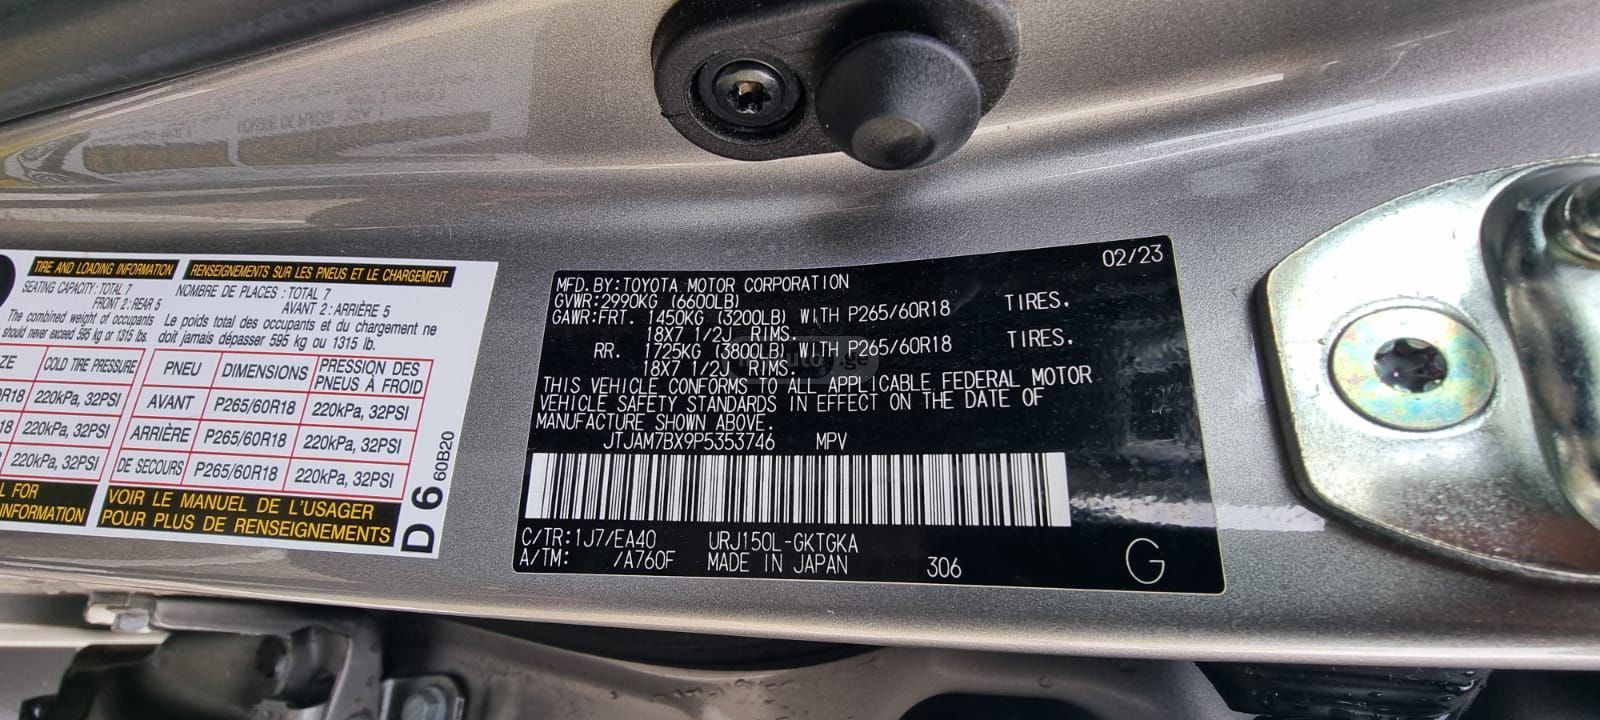 TIRE AND LOADING INFORMATION
SEATING CAPACITY: TOTAL 7
FRONT 2: REAR 5
The combined weight of occupants
should never exceed 595 kg or 1315 lbs.
COLD TIRE PRESSURE
220kPa, 32PSI
220kPa, 32PSI
220kPa, 32PSI
RENSEIGNEMENTS SUR LES PNEUS ET LE CHARGEMENT
NOMBRE DE PLACES : TOTAL 7
AVANT 2 : ARRIÈRE 5
Le poids total des occupants et du chargement ne
doit jamais dépasser 595 kg ou 1315 lb.
PNEU DIMENSIONS PRESSION DES PNEUS À FROID
AVANT P265/60R18 220kPa, 32PSI
ARRIÈRE P265/60R18 220kPa, 32PSI
DE SECOURS P265/60R18 220kPa, 32PSI
FOR
INFORMATION
VOIR LE MANUEL DE L'USAGER
POUR PLUS DE RENSEIGNEMENTS
D6 60B20
02/23
MFD. BY: TOYOTA MOTOR CORPORATION
GVWR:2990KG (6600LB)
GAWR:FRT. 1450KG (3200LB) WITH P265/60R18 TIRES.
18X7 1/2J RIMS.
RR. 1725KG (3800LB) WITH P265/60R18 TIRES.
18X7 1/2J RIMS.
THIS VEHICLE CONFORMS TO ALL APPLICABLE FEDERAL MOTOR
VEHICLE SAFETY STANDARDS IN EFFECT ON THE DATE OF
MANUFACTURE SHOWN ABOVE.
JTJAM7BX9P5353746 MPV
C/TR:1J7/EA40 URJ150L-GKTGKA
A/TM: /A760F MADE IN JAPAN 306
G